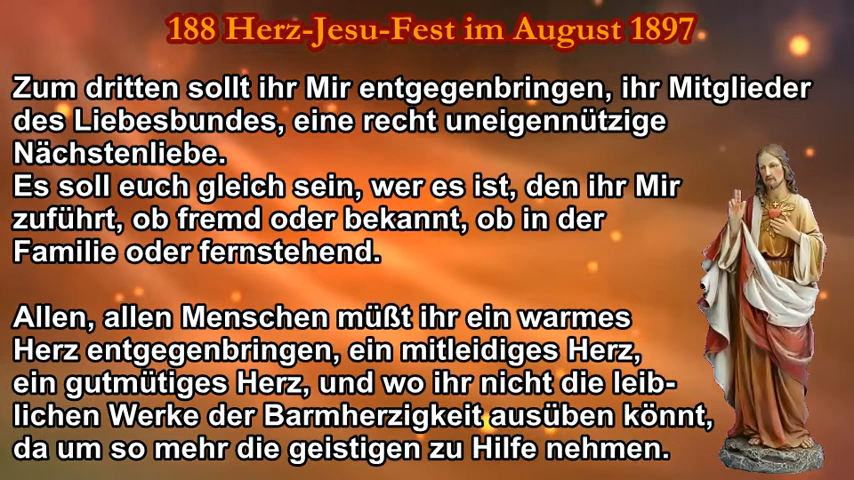 188 Herz-Jesu-Fest im August 1897
Zum dritten sollt ihr Mir entgegenbringen, ihr Mitglieder
des Liebesbundes, eine recht uneigennützige
Nächstenliebe.
Es soll euch gleich sein, wer es ist, den ihr Mir
zuführt, ob fremd oder bekannt, ob in der
Familie oder fernstehend.
Allen, allen Menschen müßt ihr ein warmes
Herz entgegenbringen, ein mitleidiges Herz,
ein gutmütiges Herz, und wo ihr nicht die leib-
lichen Werke der Barmherzigkeit ausüben könnt,
da um so mehr die geistigen zu Hilfe nehmen.